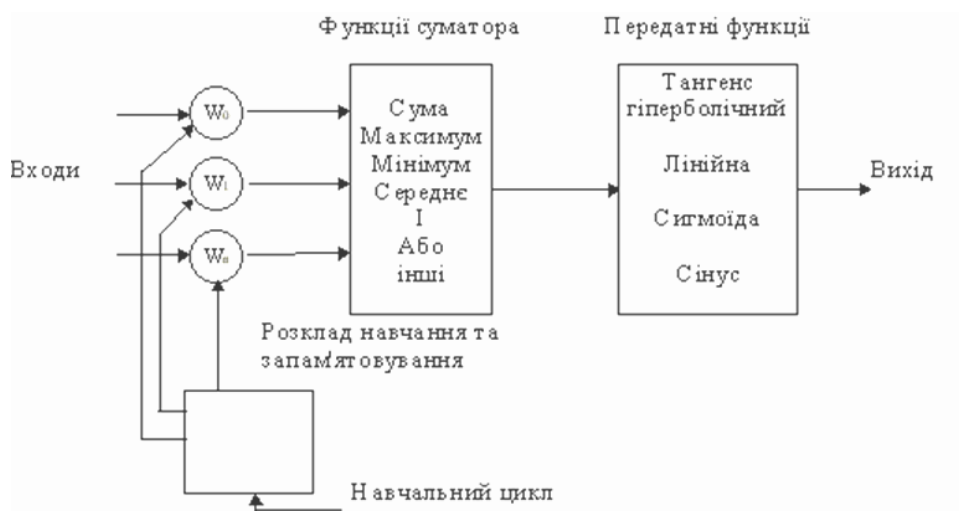 Функції суматора
Передатні функції
Входи
W₀
W₁
Wₙ
Сума
Максимум
Мінімум
Середнє
І
Або
інші
Тангенс
гіперболічний
Лінійна
Сигмоїда
Сінус
Вихід
Розклад навчання та
запам'ятовування
Навчальний цикл